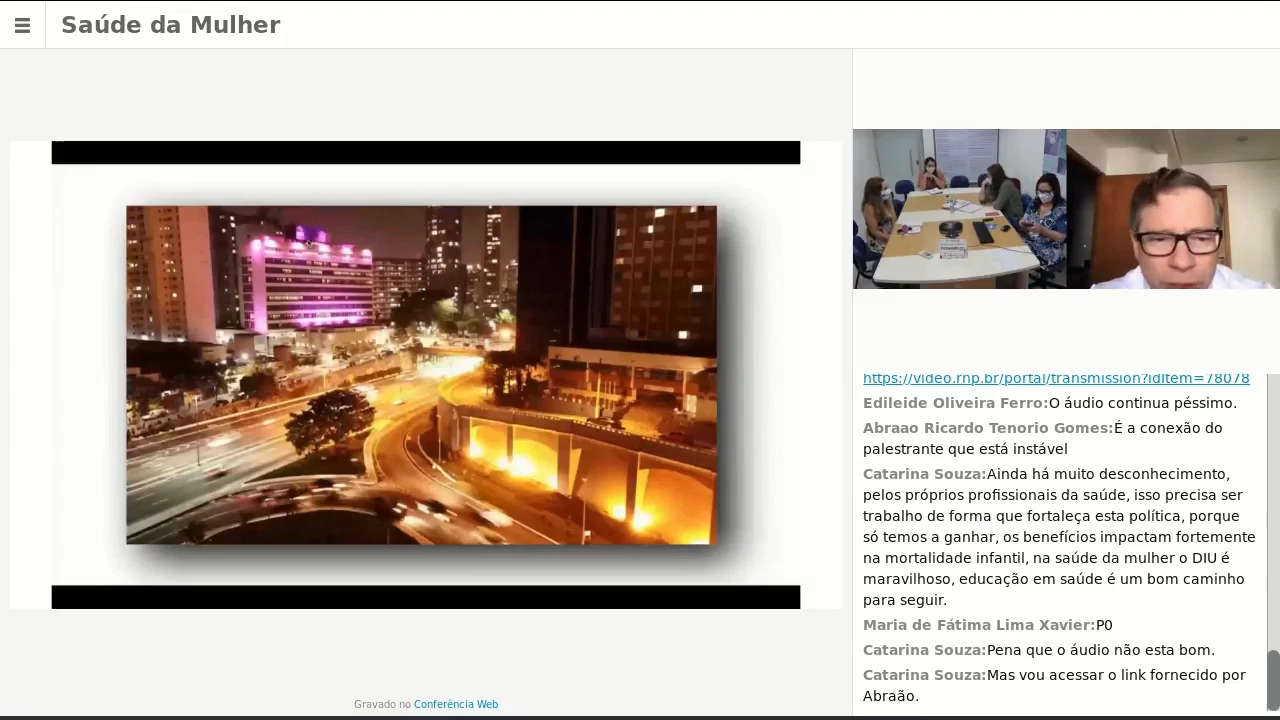 Saúde da Mulher
https://video.rnp.br/portal/transmission?idItem=78078
Edileide Oliveira Ferro:O áudio continua péssimo.
Abraao Ricardo Tenorio Gomes:É a conexão do
palestrante que está instável
Catarina Souza:Ainda há muito desconhecimento,
pelos próprios profissionais da saúde, isso precisa ser
trabalho de forma que fortaleça esta política, porque
só temos a ganhar, os benefícios impactam fortemente
na mortalidade infantil, na saúde da mulher o DIU é
maravilhoso, educação em saúde é um bom caminho
para seguir.
Maria de Fátima Lima Xavier:P0
Catarina Souza:Pena que o áudio não esta bom.
Catarina Souza:Mas vou acessar o link fornecido por
Abraão.
Gravado no Conferência Web